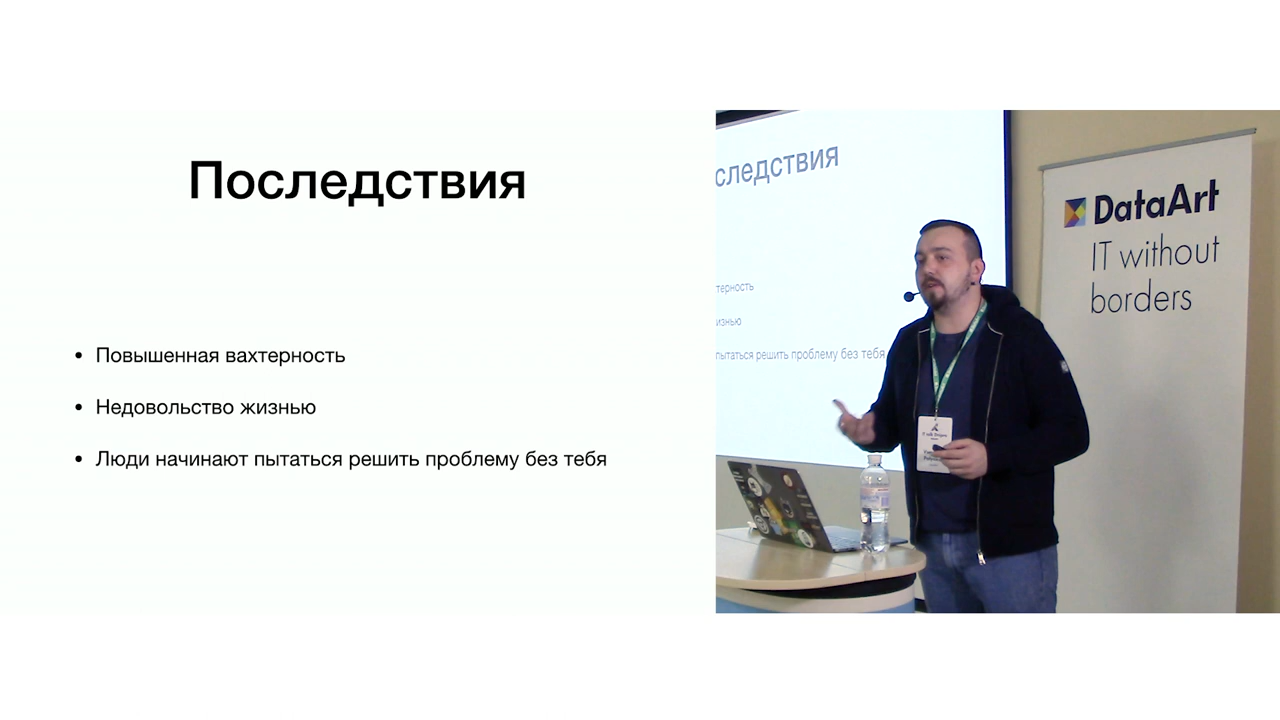 Последствия
• Повышенная вахтерность
• Недовольство жизнью
• Люди начинают пытаться решить проблему без тебя
следствия
терность
изнью
пытаться решить проблему без тебя
DataArt
IT without
borders